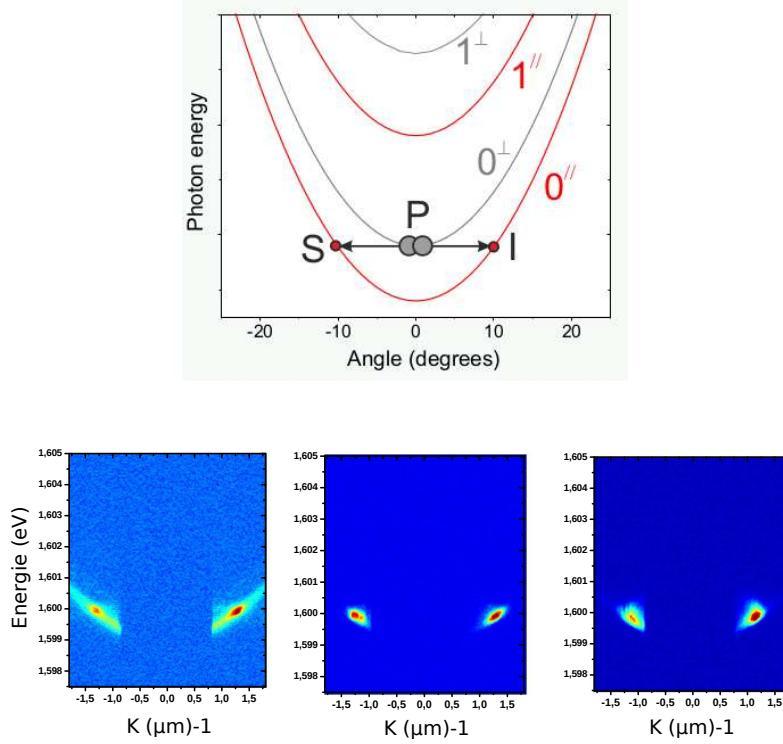 1⊥
1//
0⊥
0//
Photon energy
P
S
I
-20 -10 0 10 20
Angle (degrees)
1,605 1,605 1,605
1,604 1,604 1,604
1,603 1,603 1,603
1,602 1,602 1,602
1,601 1,601 1,601
1,600 1,600 1,600
1,599 1,599 1,599
1,598 1,598 1,598
Energie (eV)
-1,5 -1,0 -0,5 0,0 0,5 1,0 1,5 -1,5 -1,0 -0,5 0,0 0,5 1,0 1,5 -1,5 -1,0 -0,5 0,0 0,5 1,0 1,5
K (µm)-1 K (µm)-1 K (µm)-1